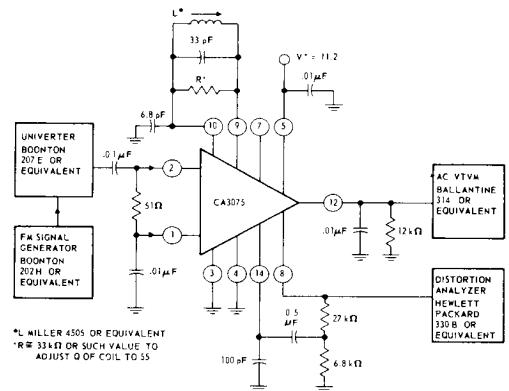 L*
33 pF
R*
V+ = 11.2
.01µF
6.8 pF
10
9
7
5
UNIVERTER
BOONTON
207 E OR
EQUIVALENT
.01µF
2
51Ω
1
CA3075
12
.01µF
12kΩ
AC VTVM
BALLANTINE
314 OR
EQUIVALENT
FM SIGNAL
GENERATOR
BOONTON
202 H OR
EQUIVALENT
.01µF
3
4
14
8
0.5
µF
27 kΩ
DISTORTION
ANALYZER
HEWLETT
PACKARD
330 B OR
EQUIVALENT
100 pF
6.8 kΩ
*L MILLER 4505 OR EQUIVALENT
*R ≅ 33 kΩ OR SUCH VALUE TO
ADJUST Q OF COIL TO 55